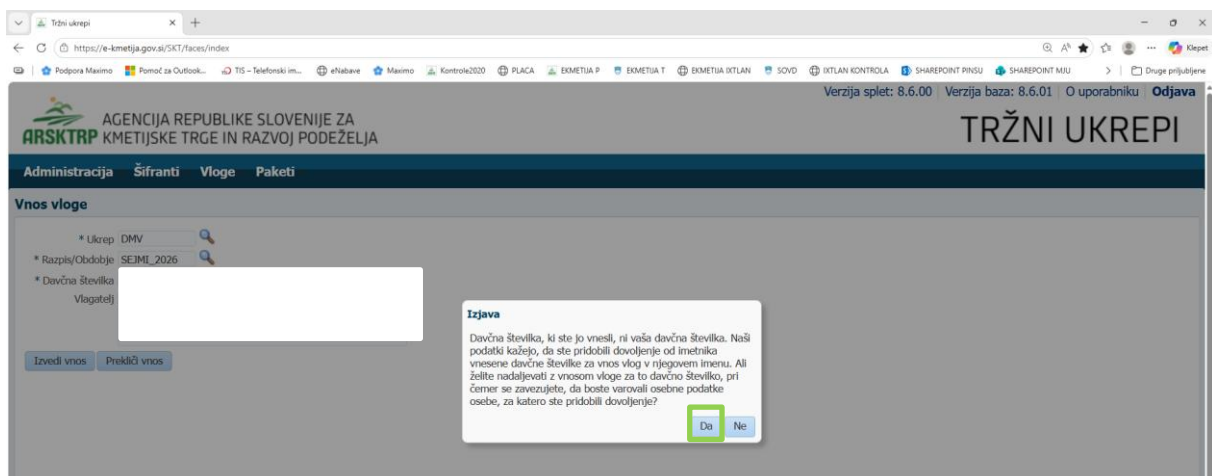 Tržni ukrepi
https://e-kmetija.gov.si/SKT/faces/index
Klepet
Podpora Maximo
Pomoč za Outlook...
TIS – Telefonski im...
eNabave
Maximo
Kontrole2020
PLACA
EKMETIJA P
EKMETIJA T
EKMETIJA IXTLAN
SOVD
IXTLAN KONTROLA
SHAREPOINT PINSU
SHAREPOINT MJU
Druge priljubljene
Verzija splet: 8.6.00 Verzija baza: 8.6.01 O uporabniku Odjava
AGENCIJA REPUBLIKE SLOVENIJE ZA
ARSKTRP KMETIJSKE TRGE IN RAZVOJ PODEŽELJA
TRŽNI UKREPI
Administracija Šifranti Vloge Paketi
Vnos vloge
* Ukrep DMV
* Razpis/Obdobje SEJMI_2026
* Davčna številka
Vlagatelj
Izvedi vnos Prekliči vnos
Izjava
Davčna številka, ki ste jo vnesli, ni vaša davčna številka. Naši
podatki kažejo, da ste pridobili dovoljenje od imetnika
vnesene davčne številke za vnos vlog v njegovem imenu. Ali
želite nadaljevati z vnosom vloge za to davčno številko, pri
čemer se zavezujete, da boste varovali osebne podatke
osebe, za katero ste pridobili dovoljenje?
Da Ne